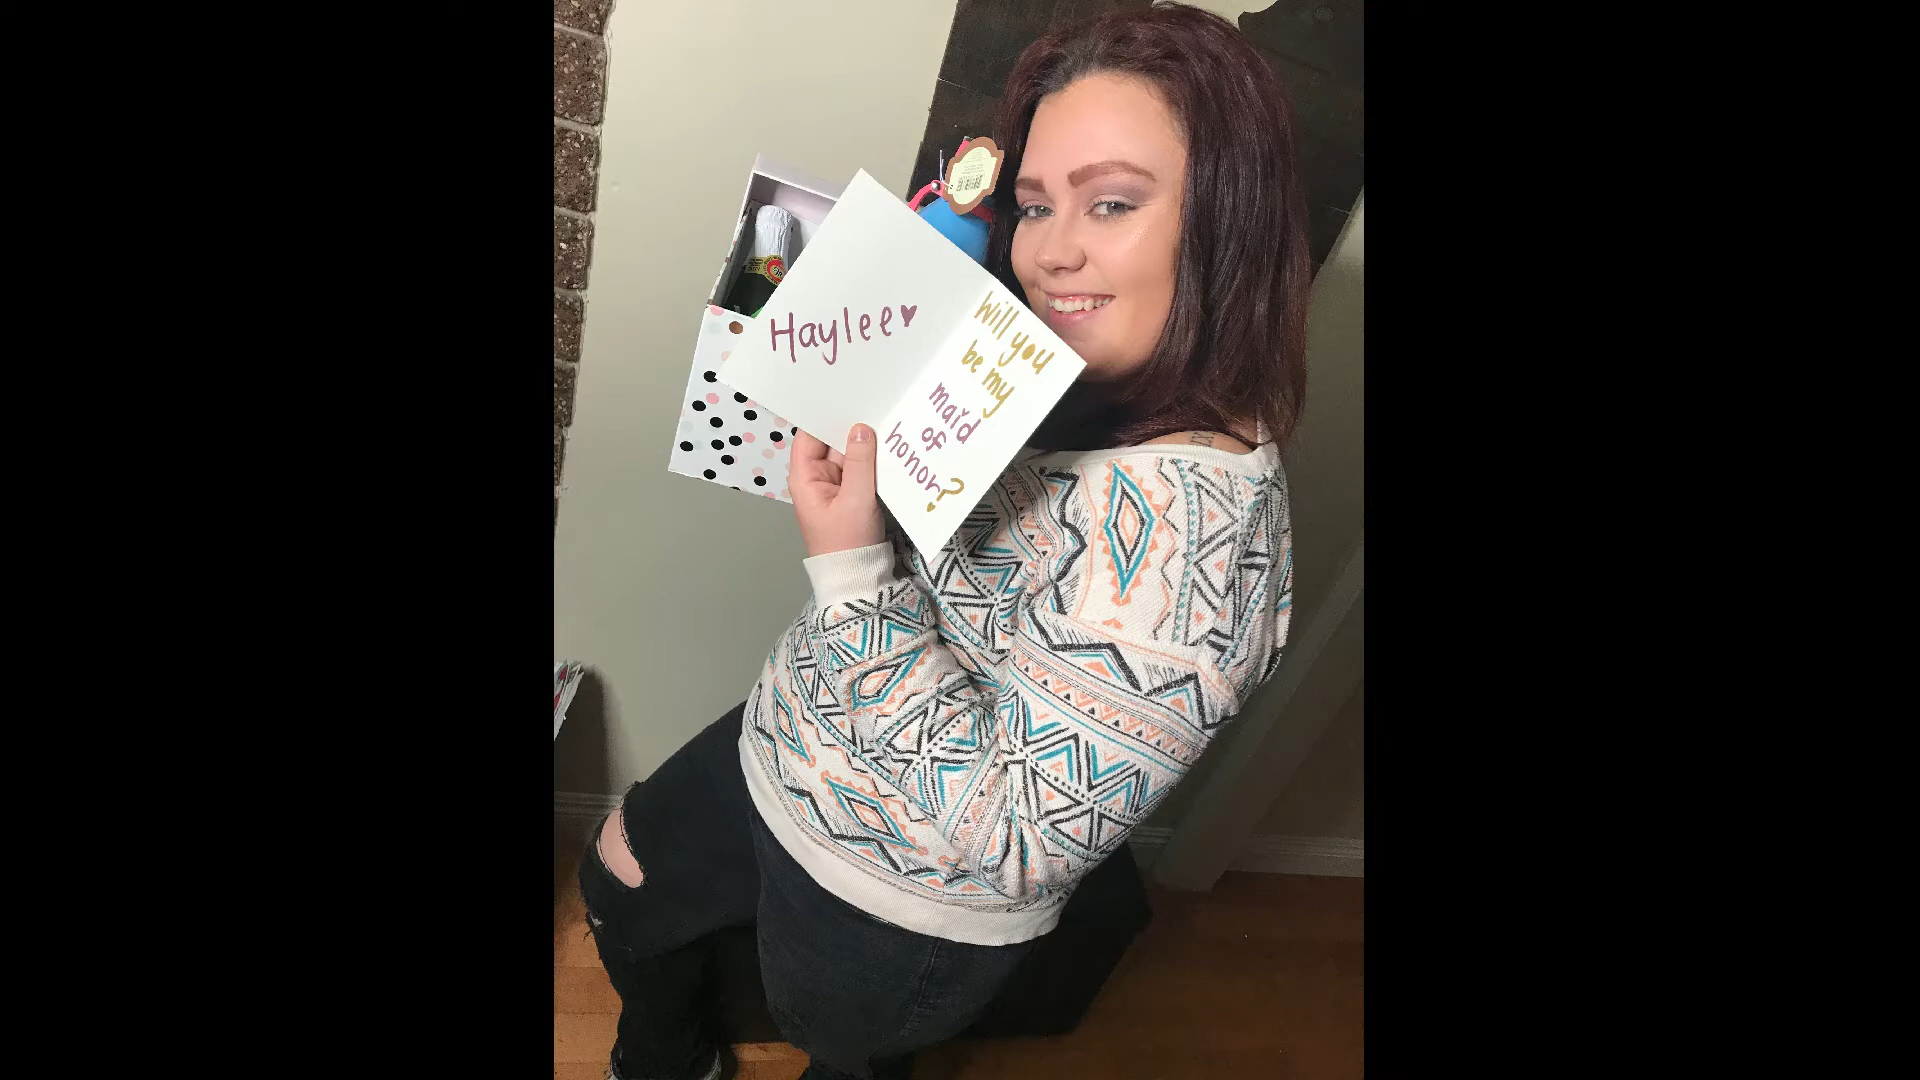 Haylee♥
Will you
be my
maid
of
honor?